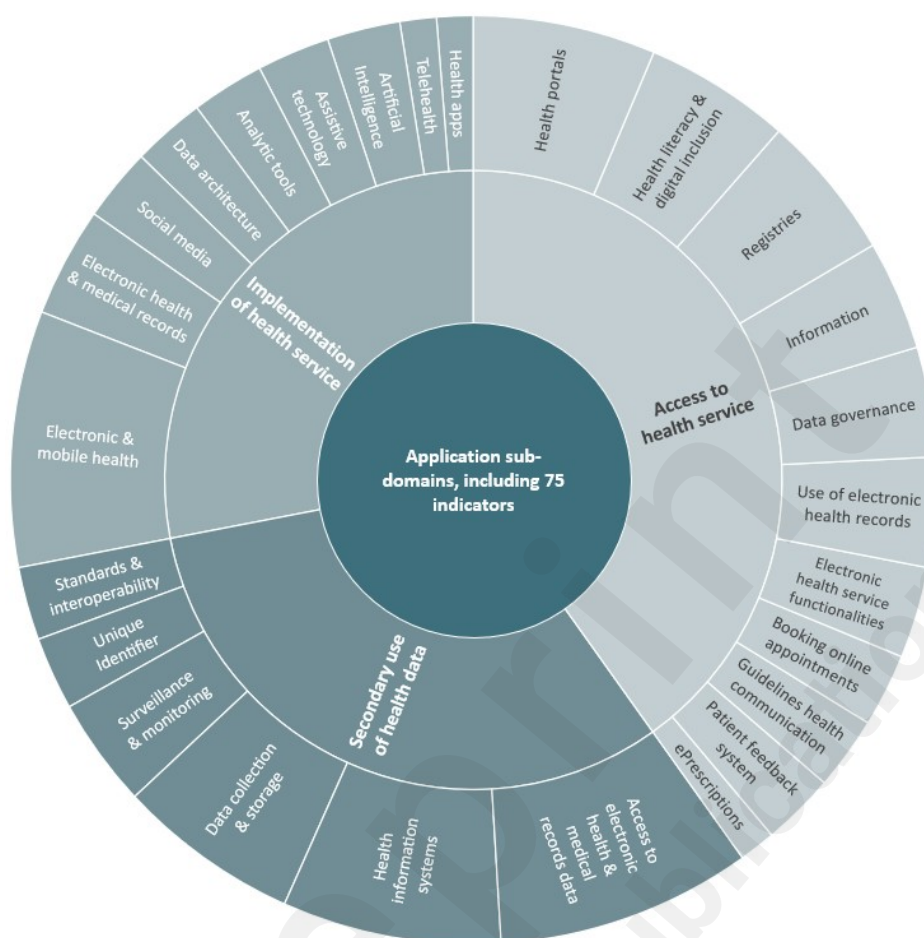 Application sub-
domains, including 75
indicators
Access to
health service
Health portals
Health literacy &
digital inclusion
Registries
Information
Data governance
Use of electronic
health records
Electronic
health service
functionalities
Booking online
appointments
Guidelines health
communication
Patient feedback
system
ePrescriptions
Secondary use
of health data
Access to
electronic
health &
medical
records data
Health
information
systems
Data collection
& storage
Surveillance
& monitoring
Unique
Identifier
Standards &
interoperability
Implementation
of health service
Electronic &
mobile health
Electronic health
& medical records
Social media
Data architecture
Analytic tools
Assistive
technology
Artificial
Intelligence
Telehealth
Health apps